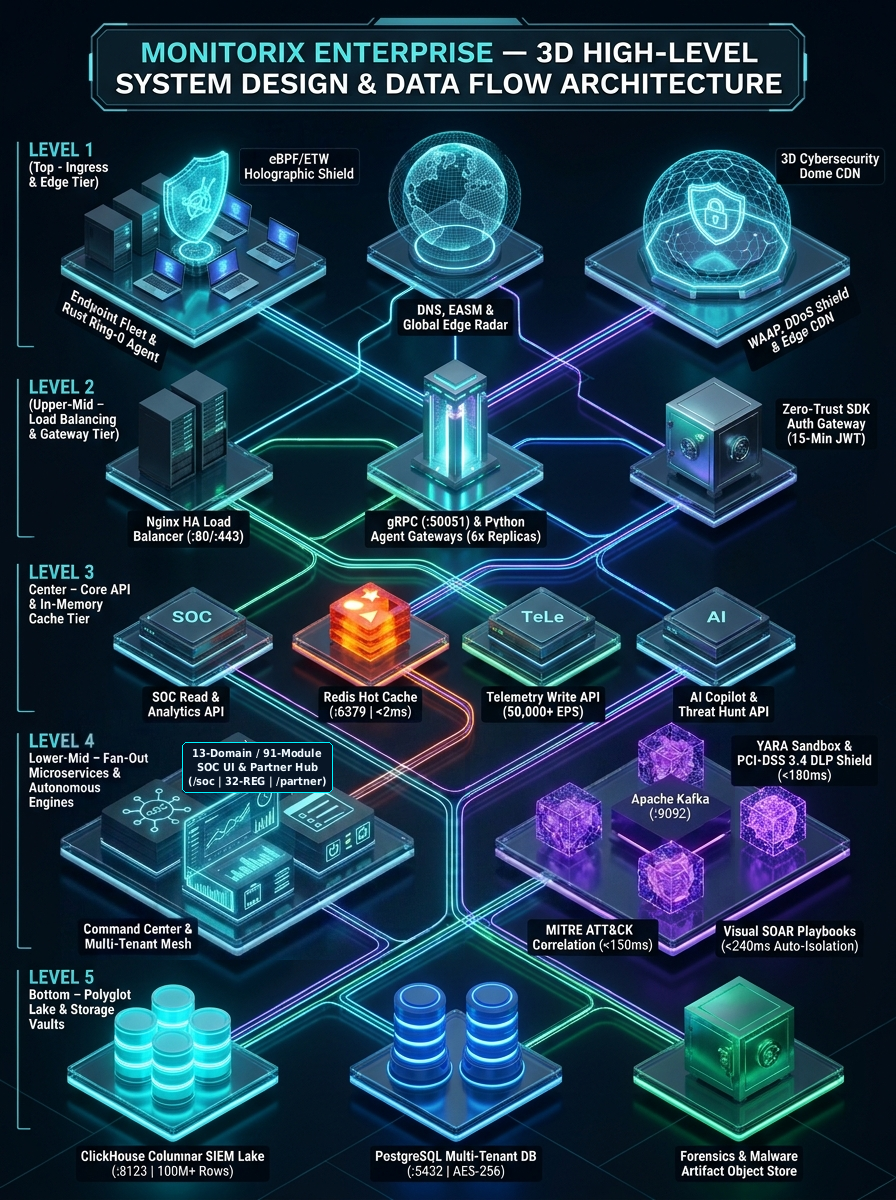 MONITORIX ENTERPRISE — 3D HIGH-LEVEL
SYSTEM DESIGN & DATA FLOW ARCHITECTURE
LEVEL 1
(Top - Ingress
& Edge Tier)
eBPF/ETW
Holographic Shield
3D Cybersecurity
Dome CDN
Endpoint Fleet &
Rust Ring-0 Agent
DNS, EASM &
Global Edge Radar
WAAP, DDoS Shield
& Edge CDN
LEVEL 2
(Upper-Mid –
Load Balancing
& Gateway Tier)
Zero-Trust SDK
Auth Gateway
(15-Min JWT)
Nginx HA Load
Balancer (:80/:443)
gRPC (:50051) & Python
Agent Gateways (6x Replicas)
LEVEL 3
Center – Core API
& In-Memory
Cache Tier
SOC
TeLe
AI
SOC Read &
Analytics API
Redis Hot Cache
(:6379 | <2ms)
Telemetry Write API
(50,000+ EPS)
AI Copilot &
Threat Hunt API
LEVEL 4
Lower-Mid – Fan-Out
Microservices &
Autonomous
Engines
13-Domain / 91-Module
SOC UI & Partner Hub
(/soc | 32-REG | /partner)
YARA Sandbox &
PCI-DSS 3.4 DLP Shield
(<180ms)
Apache Kafka
(:9092)
Command Center &
Multi-Tenant Mesh
MITRE ATT&CK
Correlation (<150ms)
Visual SOAR Playbooks
(<240ms Auto-Isolation)
LEVEL 5
Bottom – Polyglot
Lake & Storage
Vaults
ClickHouse Columnar SIEM Lake
(:8123 | 100M+ Rows)
PostgreSQL Multi-Tenant DB
(:5432 | AES-256)
Forensics & Malware
Artifact Object Store